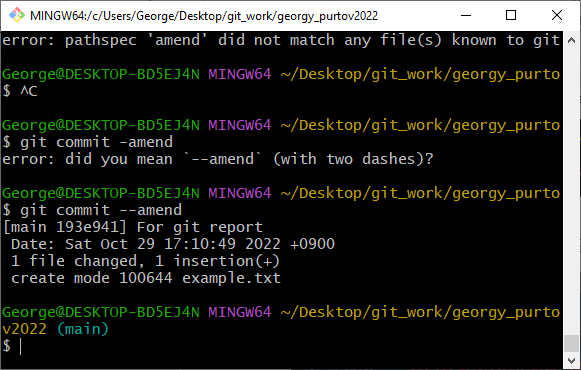 MINGW64:/c/Users/George/Desktop/git_work/georgy_purtov2022
error: pathspec 'amend' did not match any file(s) known to git
George@DESKTOP-BD5EJ4N MINGW64 ~/Desktop/git_work/georgy_purto
$ ^C
George@DESKTOP-BD5EJ4N MINGW64 ~/Desktop/git_work/georgy_purto
$ git commit -amend
error: did you mean `--amend` (with two dashes)?
George@DESKTOP-BD5EJ4N MINGW64 ~/Desktop/git_work/georgy_purto
$ git commit --amend
[main 193e941] For git report
 Date: Sat Oct 29 17:10:49 2022 +0900
 1 file changed, 1 insertion(+)
 create mode 100644 example.txt
George@DESKTOP-BD5EJ4N MINGW64 ~/Desktop/git_work/georgy_purto
v2022 (main)
$